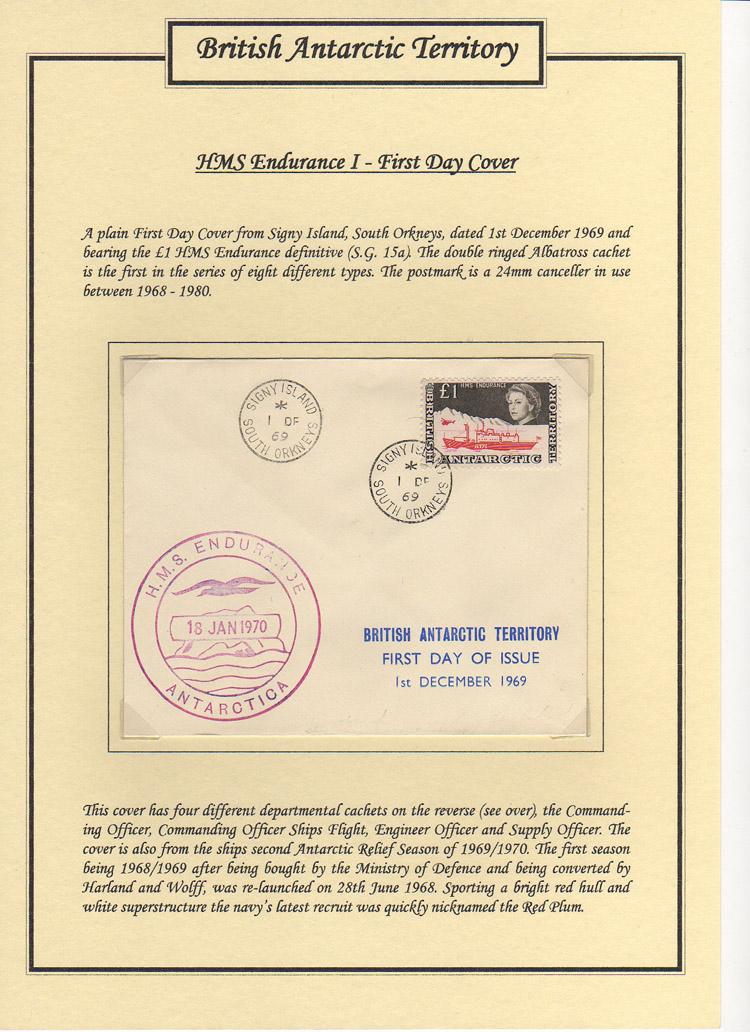 British Antarctic Territory
HMS Endurance I - First Day Cover
A plain First Day Cover from Signy Island, South Orkneys, dated 1st December 1969 and
bearing the £1 HMS Endurance definitive (S.G. 15a). The double ringed Albatross cachet
is the first in the series of eight different types. The postmark is a 24mm canceller in use
between 1968 - 1980.
SIGNY ISLAND
*
1 DE
69
SOUTH ORKNEYS
£1
HMS ENDURANCE
BRITISH
ANTARCTIC
TERRITORY
SIGNY ISLAND
*
1 DE
69
SOUTH ORKNEYS
H.M.S. ENDURANCE
18 JAN 1970
ANTARCTICA
BRITISH ANTARCTIC TERRITORY
FIRST DAY OF ISSUE
1st DECEMBER 1969
This cover has four different departmental cachets on the reverse (see over), the Command-
ing Officer, Commanding Officer Ships Flight, Engineer Officer and Supply Officer. The
cover is also from the ships second Antarctic Relief Season of 1969/1970. The first season
being 1968/1969 after being bought by the Ministry of Defence and being converted by
Harland and Wolff, was re-launched on 28th June 1968. Sporting a bright red hull and
white superstructure the navy's latest recruit was quickly nicknamed the Red Plum.